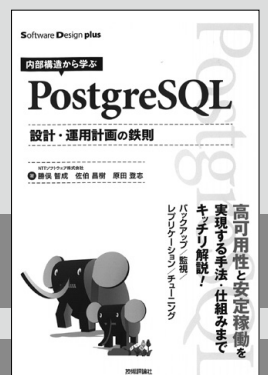 Software Design plus
内部構造から学ぶ
PostgreSQL
設計・運用計画の鉄則
NTTソフトウェア株式会社
著 勝俣 智成 佐伯 昌樹 原田 登志
高可用性と安定稼働を
実現する手法・仕組みまで
キッチリ解説!
バックアップ/監視/
レプリケーション/チューニング
PostgreSQL
技術評論社